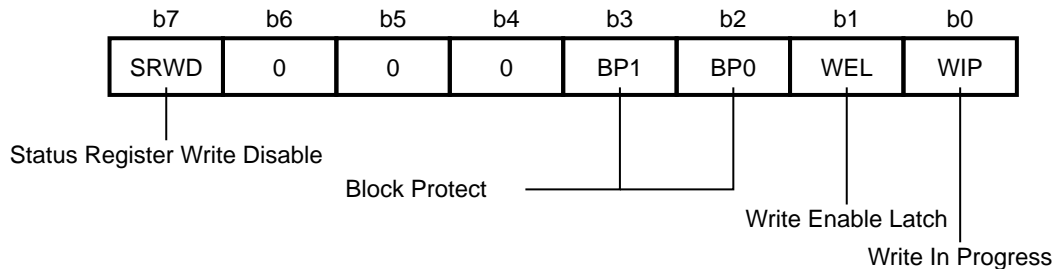 b7 b6 b5 b4 b3 b2 b1 b0
SRWD 0 0 0 BP1 BP0 WEL WIP
Status Register Write Disable
Block Protect
Write Enable Latch
Write In Progress